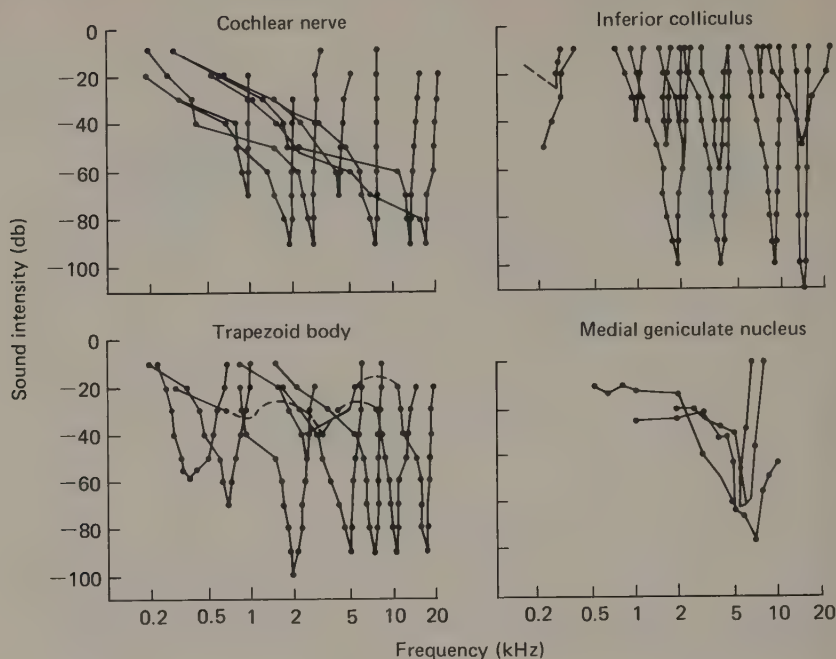 Cochlear nerve
Inferior colliculus
0
−20
−40
−60
−80
−100
Trapezoid body
Medial geniculate nucleus
0
−20
−40
−60
−80
−100
Sound intensity (db)
0.2 0.5 1 2 5 10 20
0.2 0.5 1 2 5 10 20
Frequency (kHz)